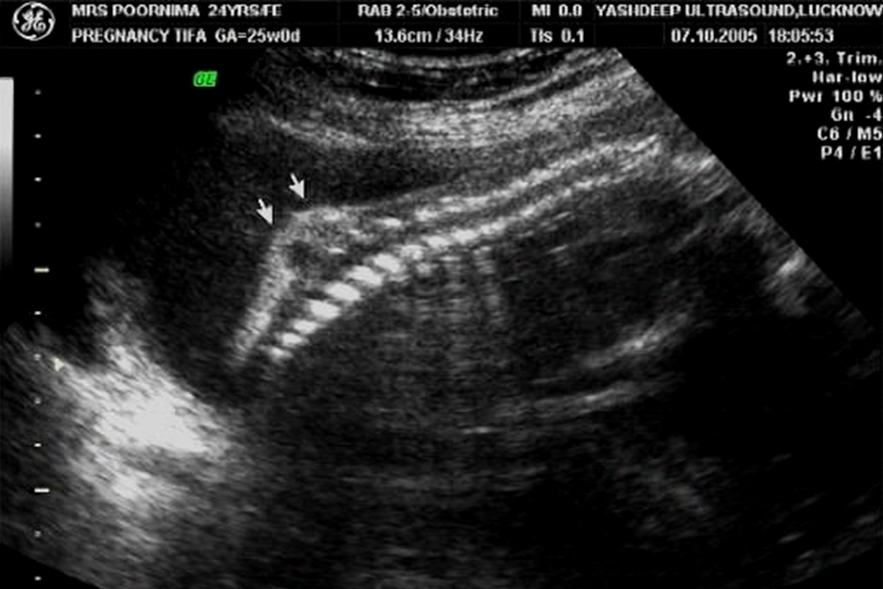 MRS POORNIMA 24YRS/FE
PREGNANCY TIFA GA=25w0d
RAB 2-5/Obstetric
13.6cm / 34Hz
MI 0.0
TIs 0.1
YASHDEEP ULTRASOUND,LUCKNOW
07.10.2005 18:05:53
2.+3. Trim.
Har-low
Pwr 100 %
Gn -4
C6 / M5
P4 / E1
GE